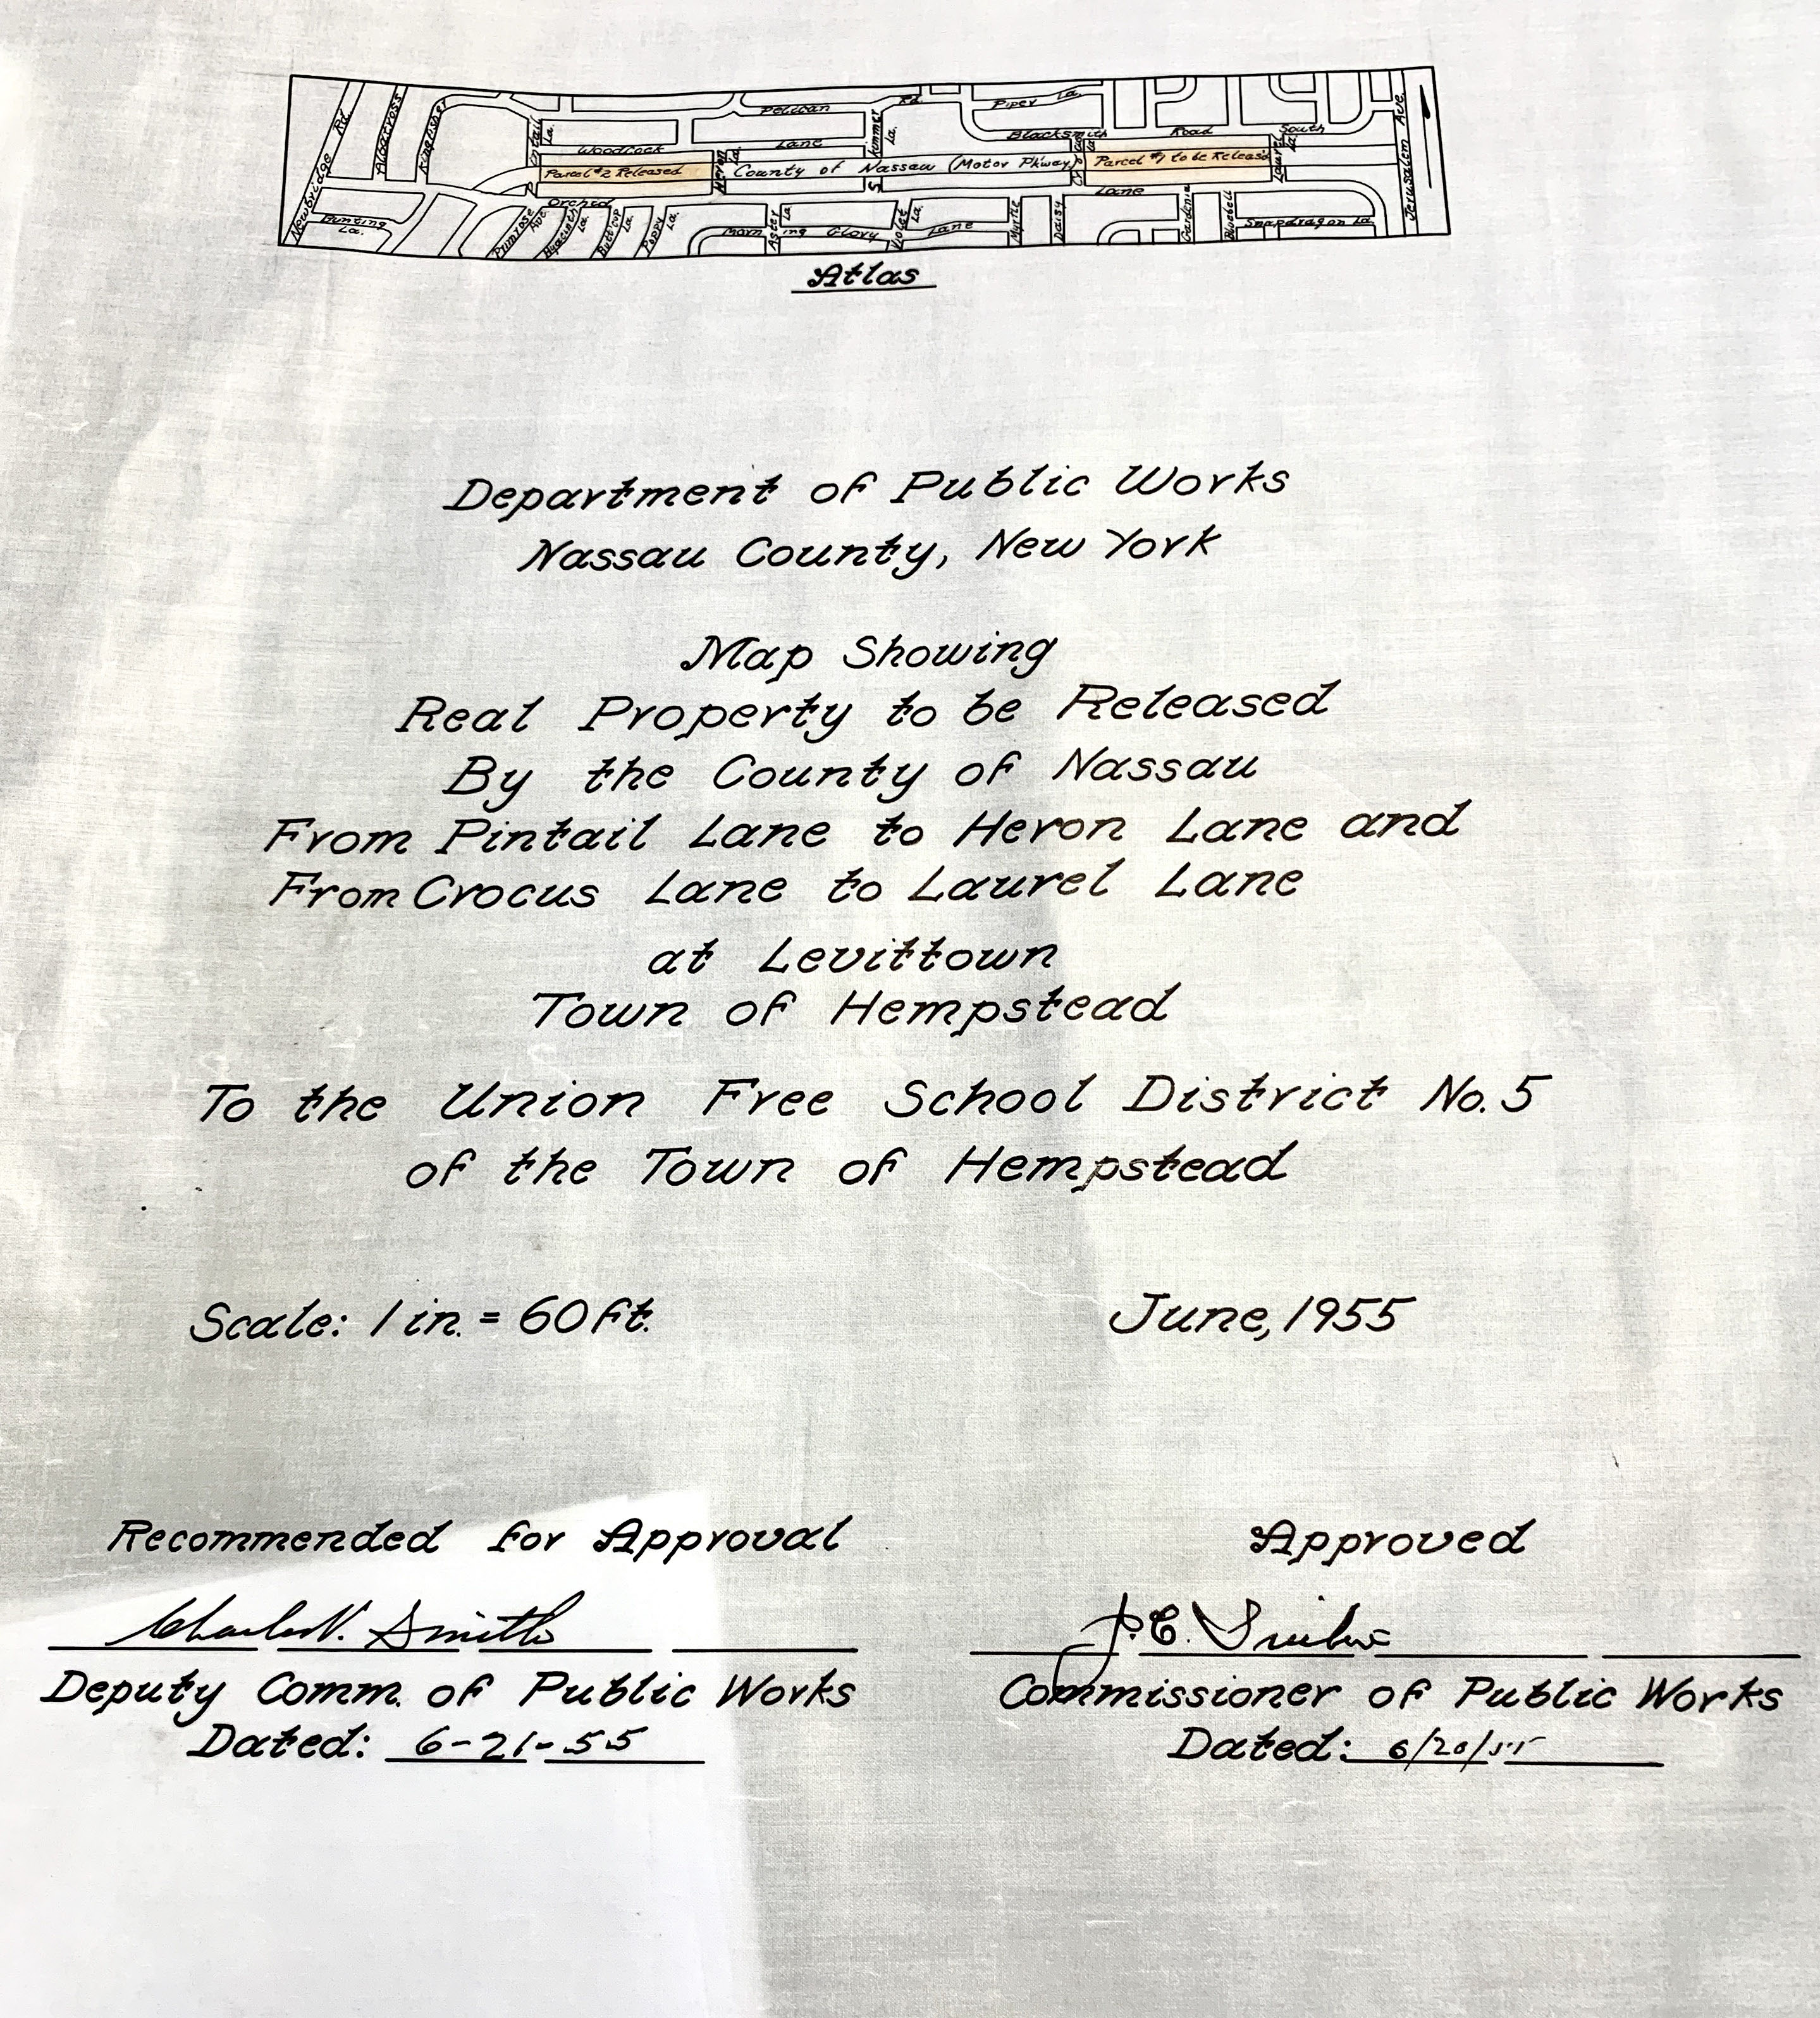 Newbridge Rd.
Albatross
Kingfisher
Pintail La.
Woodcock Lane
Pelican Rd.
Skimmer La.
Piper La.
Blacksmith Road
South
Laurel La.
Jerusalem Ave.
Parcel #2 Released
Heron La.
County of Nassau (Motor Pkway)
Parcel #1 to be Released
Bunting La.
Orchid Lane
Primrose Ave
Hyacinth La.
Buttercup La.
Poppy La.
Morning Glory Lane
Aster La
Violet La.
Myrtle
Daisy
Gardenia
Bluebell
Snapdragon La
Atlas
Department of Public Works
Nassau County, New York
Map Showing
Real Property to be Released
By the County of Nassau
From Pintail Lane to Heron Lane and
From Crocus Lane to Laurel Lane
at Levittown
Town of Hempstead
To the Union Free School District No. 5
of the Town of Hempstead
Scale: 1 in. = 60 ft. June, 1955
Recommended for Approval Approved
Smith
Deputy Comm. of Public Works Commissioner of Public Works
Dated: 6-21-55 Dated: 6/20/55